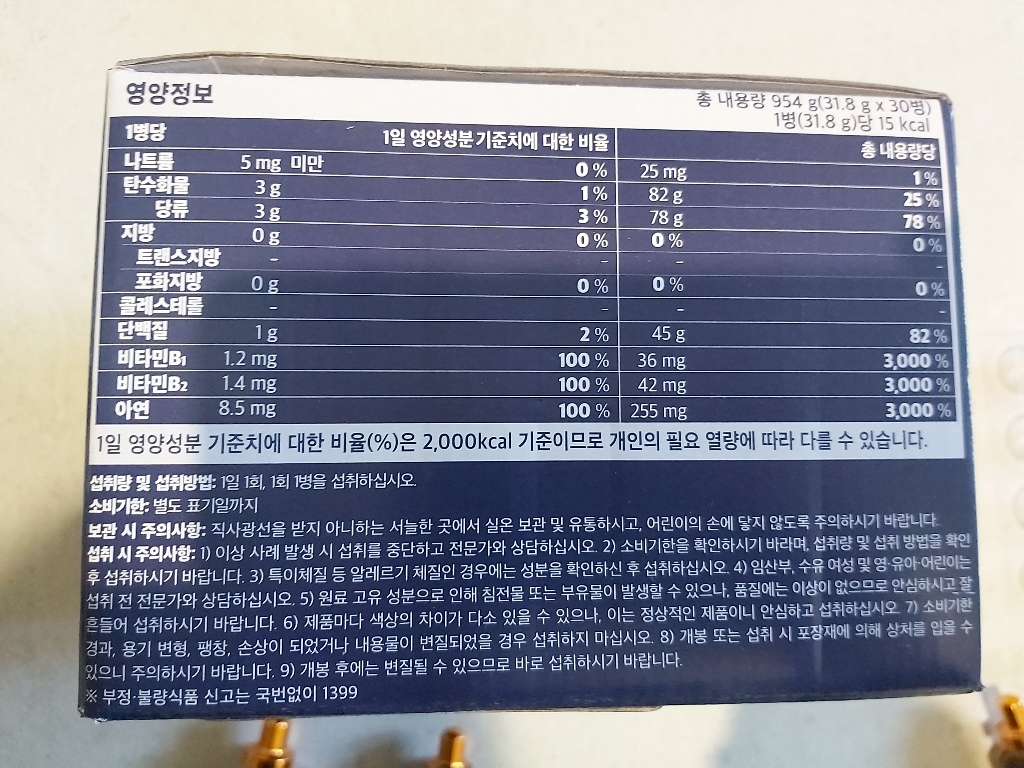 영양정보
총 내용량 954 g(31.8 g x 30병)
1병(31.8 g)당 15 kcal
1병당 1일 영양성분 기준치에 대한 비율 총 내용량당
나트륨 5 mg 미만 0 % 25 mg 1 %
탄수화물 3 g 1 % 82 g 25 %
당류 3 g 3 % 78 g 78 %
지방 0 g 0 % 0 % 0 %
트랜스지방 - - - -
포화지방 0 g 0 % 0 % 0 %
콜레스테롤 - - - -
단백질 1 g 2 % 45 g 82 %
비타민B1 1.2 mg 100 % 36 mg 3,000 %
비타민B2 1.4 mg 100 % 42 mg 3,000 %
아연 8.5 mg 100 % 255 mg 3,000 %
1일 영양성분 기준치에 대한 비율(%)은 2,000kcal 기준이므로 개인의 필요 열량에 따라 다를 수 있습니다.
섭취량 및 섭취방법: 1일 1회, 1회 1병을 섭취하십시오.
소비기한: 별도 표기일까지
보관 시 주의사항: 직사광선을 받지 아니하는 서늘한 곳에서 실온 보관 및 유통하시고, 어린이의 손에 닿지 않도록 주의하시기 바랍니다.
섭취 시 주의사항: 1) 이상 사례 발생 시 섭취를 중단하고 전문가와 상담하십시오. 2) 소비기한을 확인하시기 바라며, 섭취량 및 섭취 방법을 확인
후 섭취하시기 바랍니다. 3) 특이체질 등 알레르기 체질인 경우에는 성분을 확인하신 후 섭취하십시오. 4) 임산부, 수유 여성 및 영·유아·어린이는
섭취 전 전문가와 상담하십시오. 5) 원료 고유 성분으로 인해 침전물 또는 부유물이 발생할 수 있으나, 품질에는 이상이 없으므로 안심하시고 잘
흔들어 섭취하시기 바랍니다. 6) 제품마다 색상의 차이가 다소 있을 수 있으나, 이는 정상적인 제품이니 안심하고 섭취하십시오. 7) 소비기한
경과, 용기 변형, 팽창, 손상이 되었거나 내용물이 변질되었을 경우 섭취하지 마십시오. 8) 개봉 또는 섭취 시 포장재에 의해 상처를 입을 수
있으니 주의하시기 바랍니다. 9) 개봉 후에는 변질될 수 있으므로 바로 섭취하시기 바랍니다.
※ 부정·불량식품 신고는 국번없이 1399